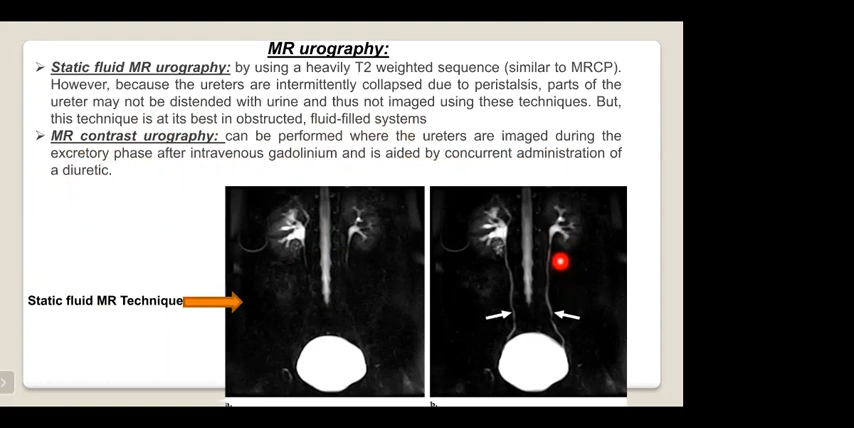 MR urography:
➢ Static fluid MR urography: by using a heavily T2 weighted sequence (similar to MRCP).
However, because the ureters are intermittently collapsed due to peristalsis, parts of the
ureter may not be distended with urine and thus not imaged using these techniques. But,
this technique is at its best in obstructed, fluid-filled systems
➢ MR contrast urography: can be performed where the ureters are imaged during the
excretory phase after intravenous gadolinium and is aided by concurrent administration of
a diuretic.
Static fluid MR Technique